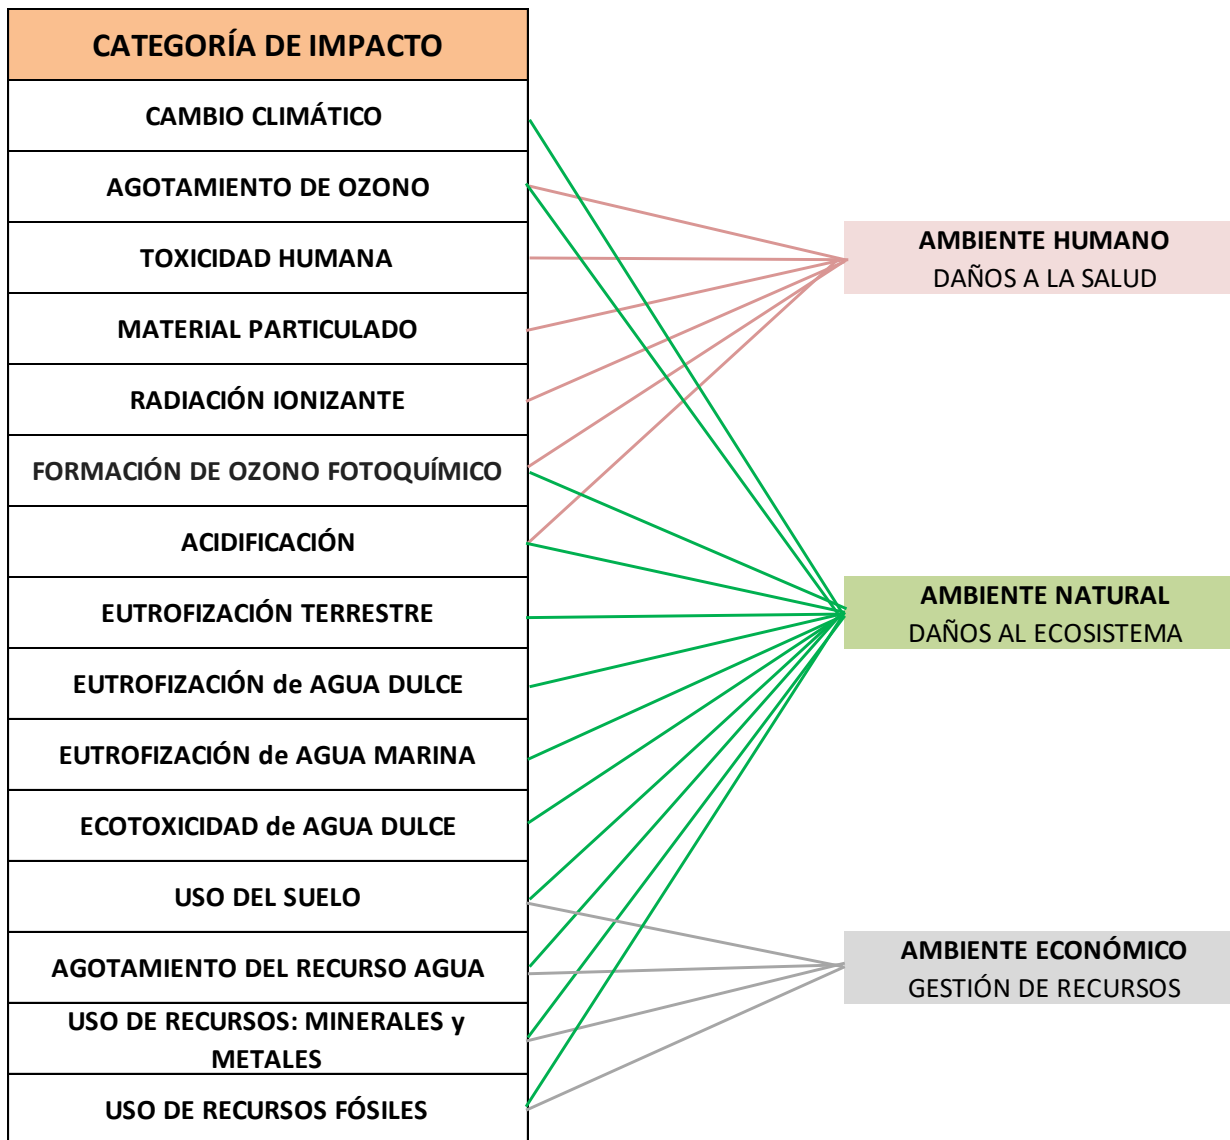 CATEGORÍA DE IMPACTO
CAMBIO CLIMÁTICO
AGOTAMIENTO DE OZONO
TOXICIDAD HUMANA
MATERIAL PARTICULADO
RADIACIÓN IONIZANTE
FORMACIÓN DE OZONO FOTOQUÍMICO
ACIDIFICACIÓN
EUTROFIZACIÓN TERRESTRE
EUTROFIZACIÓN de AGUA DULCE
EUTROFIZACIÓN de AGUA MARINA
ECOTOXICIDAD de AGUA DULCE
USO DEL SUELO
AGOTAMIENTO DEL RECURSO AGUA
USO DE RECURSOS: MINERALES y
METALES
USO DE RECURSOS FÓSILES
AMBIENTE HUMANO
DAÑOS A LA SALUD
AMBIENTE NATURAL
DAÑOS AL ECOSISTEMA
AMBIENTE ECONÓMICO
GESTIÓN DE RECURSOS